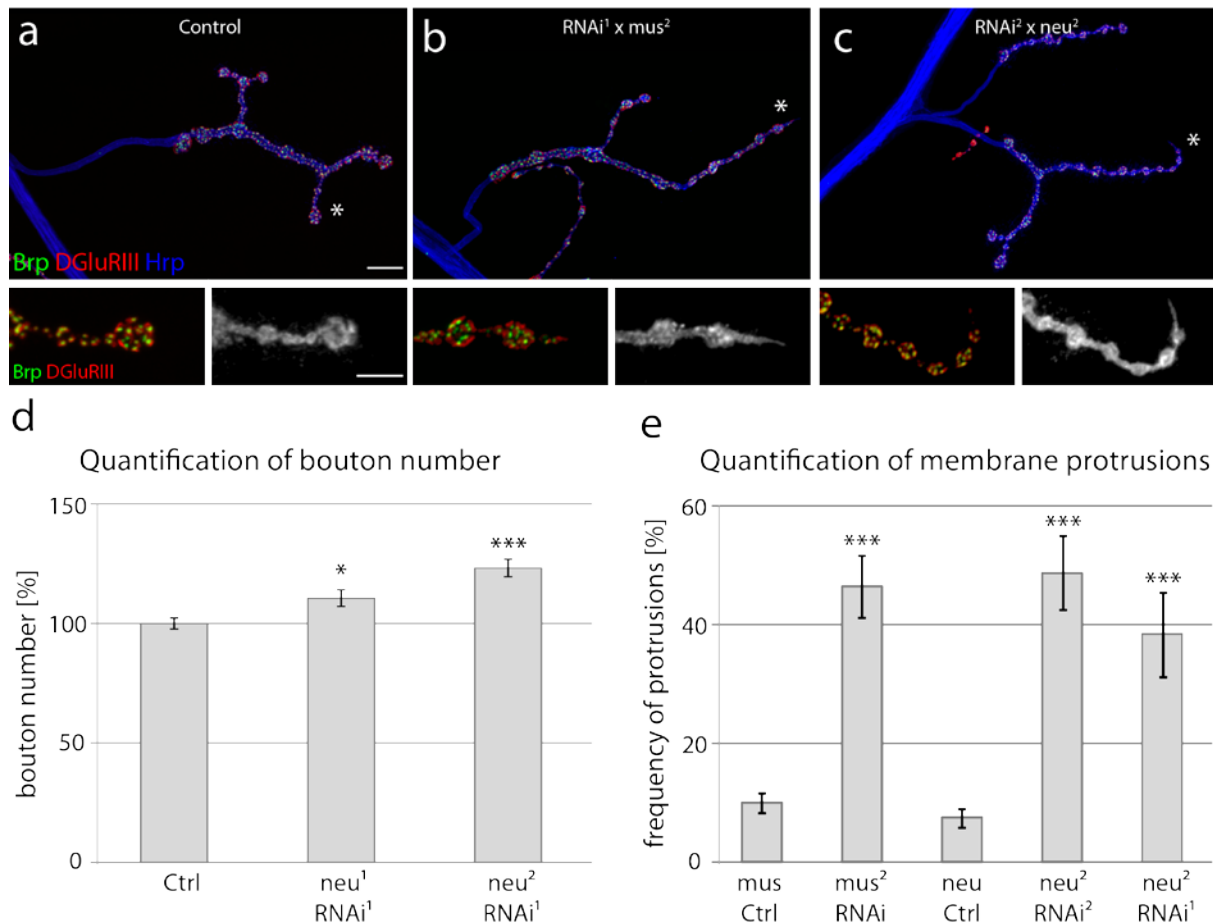 a
Control
*
Brp DGluRIII Hrp
b
RNAi¹ x mus²
*
c
RNAi² x neu²
*
Brp DGluRIII
d
Quantification of bouton number
bouton number [%]
150
100
50
0
*
***
Ctrl
neu¹
RNAi¹
neu²
RNAi¹
e
Quantification of membrane protrusions
frequency of protrusions [%]
60
40
20
0
***
***
***
mus
Ctrl
mus²
RNAi
neu
Ctrl
neu²
RNAi²
neu²
RNAi¹